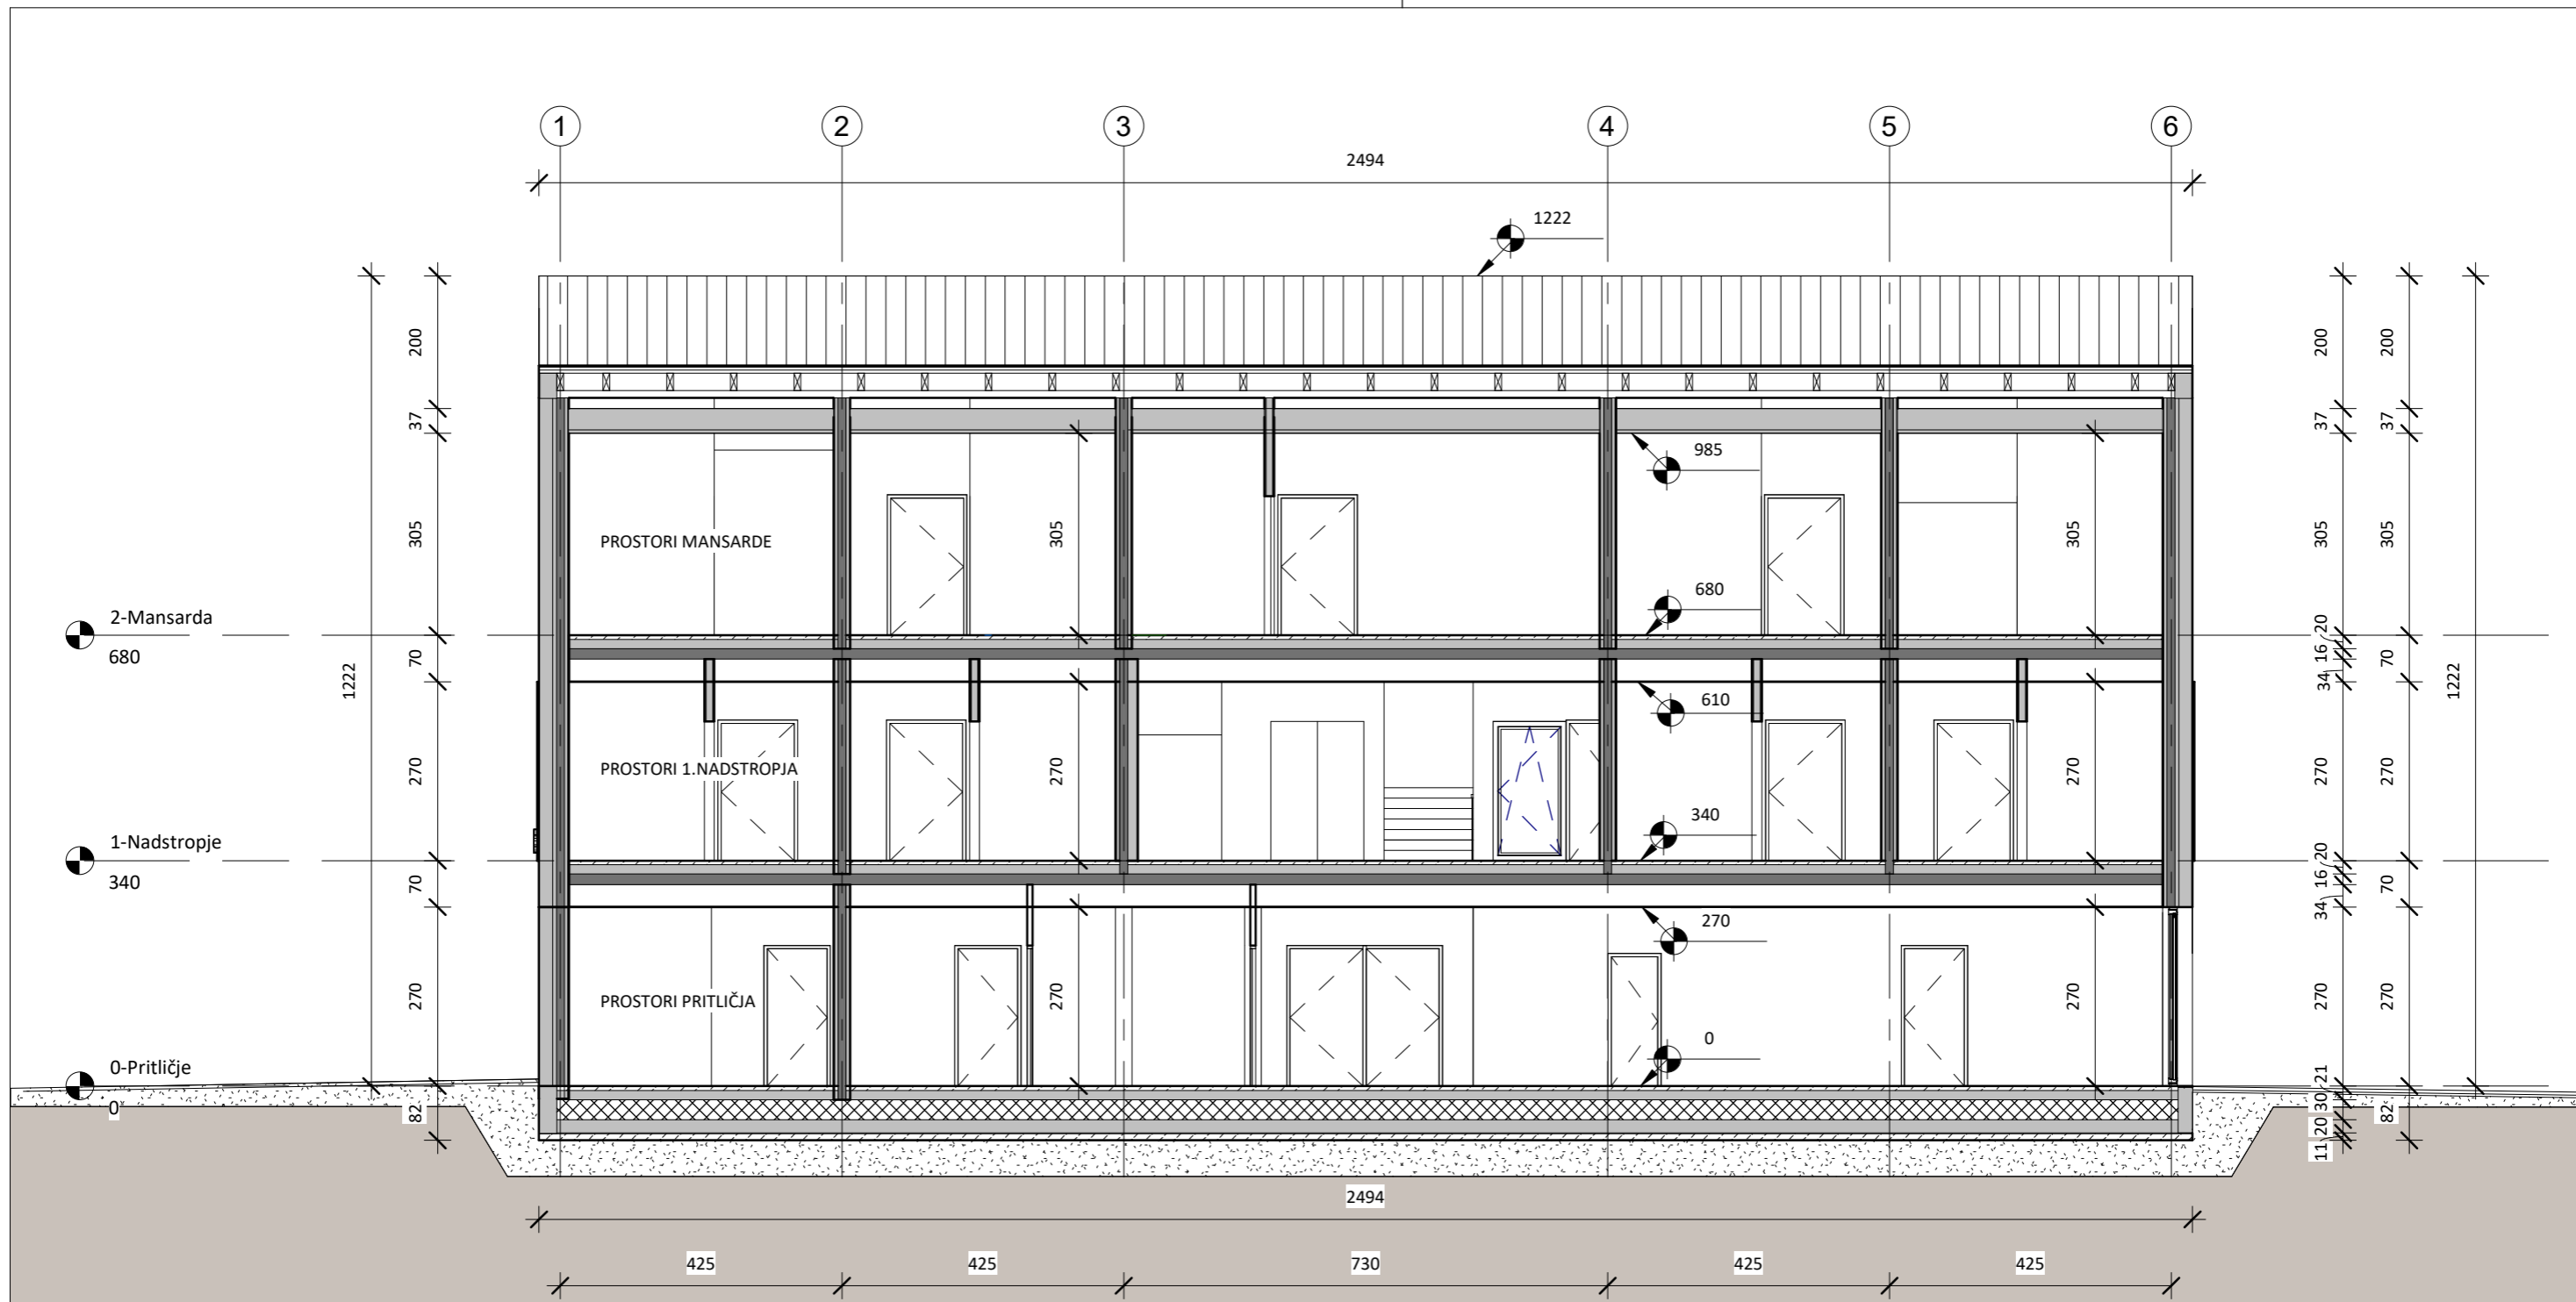 1 2 3 4 5 6
2494
1222
200 200 200
37 37 37
985
305 PROSTORI MANSARDE 305 305 305 305
680
2-Mansarda
680
20
70 16 70
34
1222 1222
610
270 PROSTORI 1.NADSTROPJA 270 270 270 270
340
1-Nadstropje
340
20
70 16 70
34
270
270 PROSTORI PRITLIČJA 270 270 270 270
0
0-Pritličje
0
21
82 30 82
20
11
2494
425 425 730 425 425